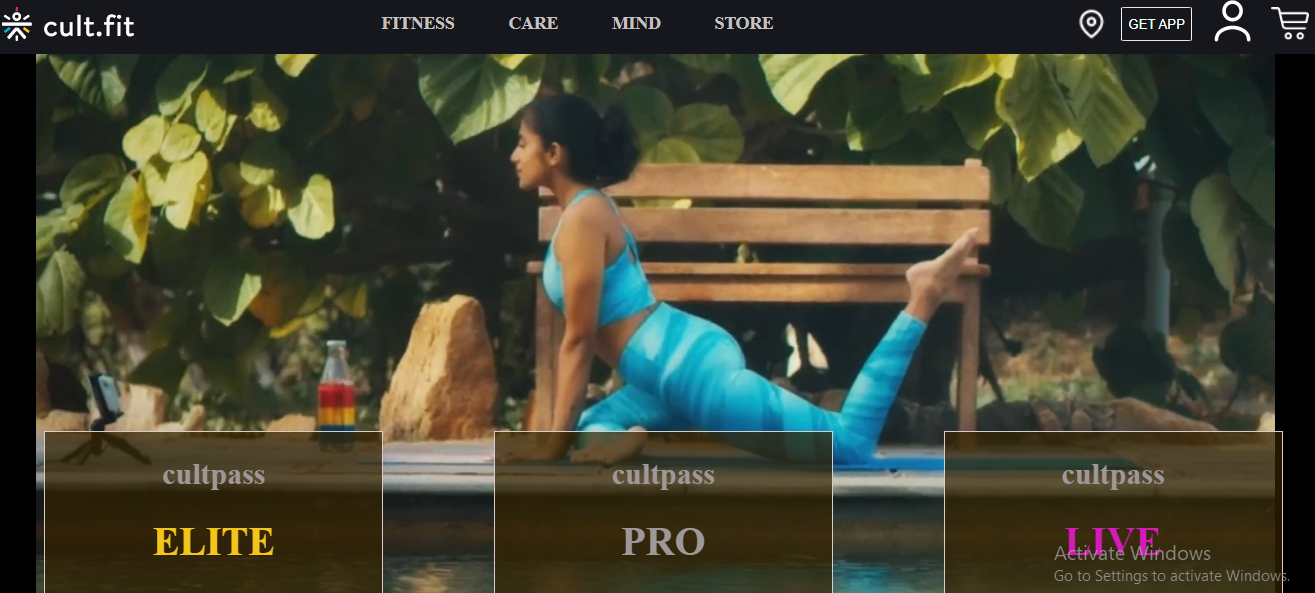 cult.fit
FITNESS CARE MIND STORE
GET APP
cultpass
ELITE
cultpass
PRO
cultpass
LIVE
Activate Windows
Go to Settings to activate Windows.